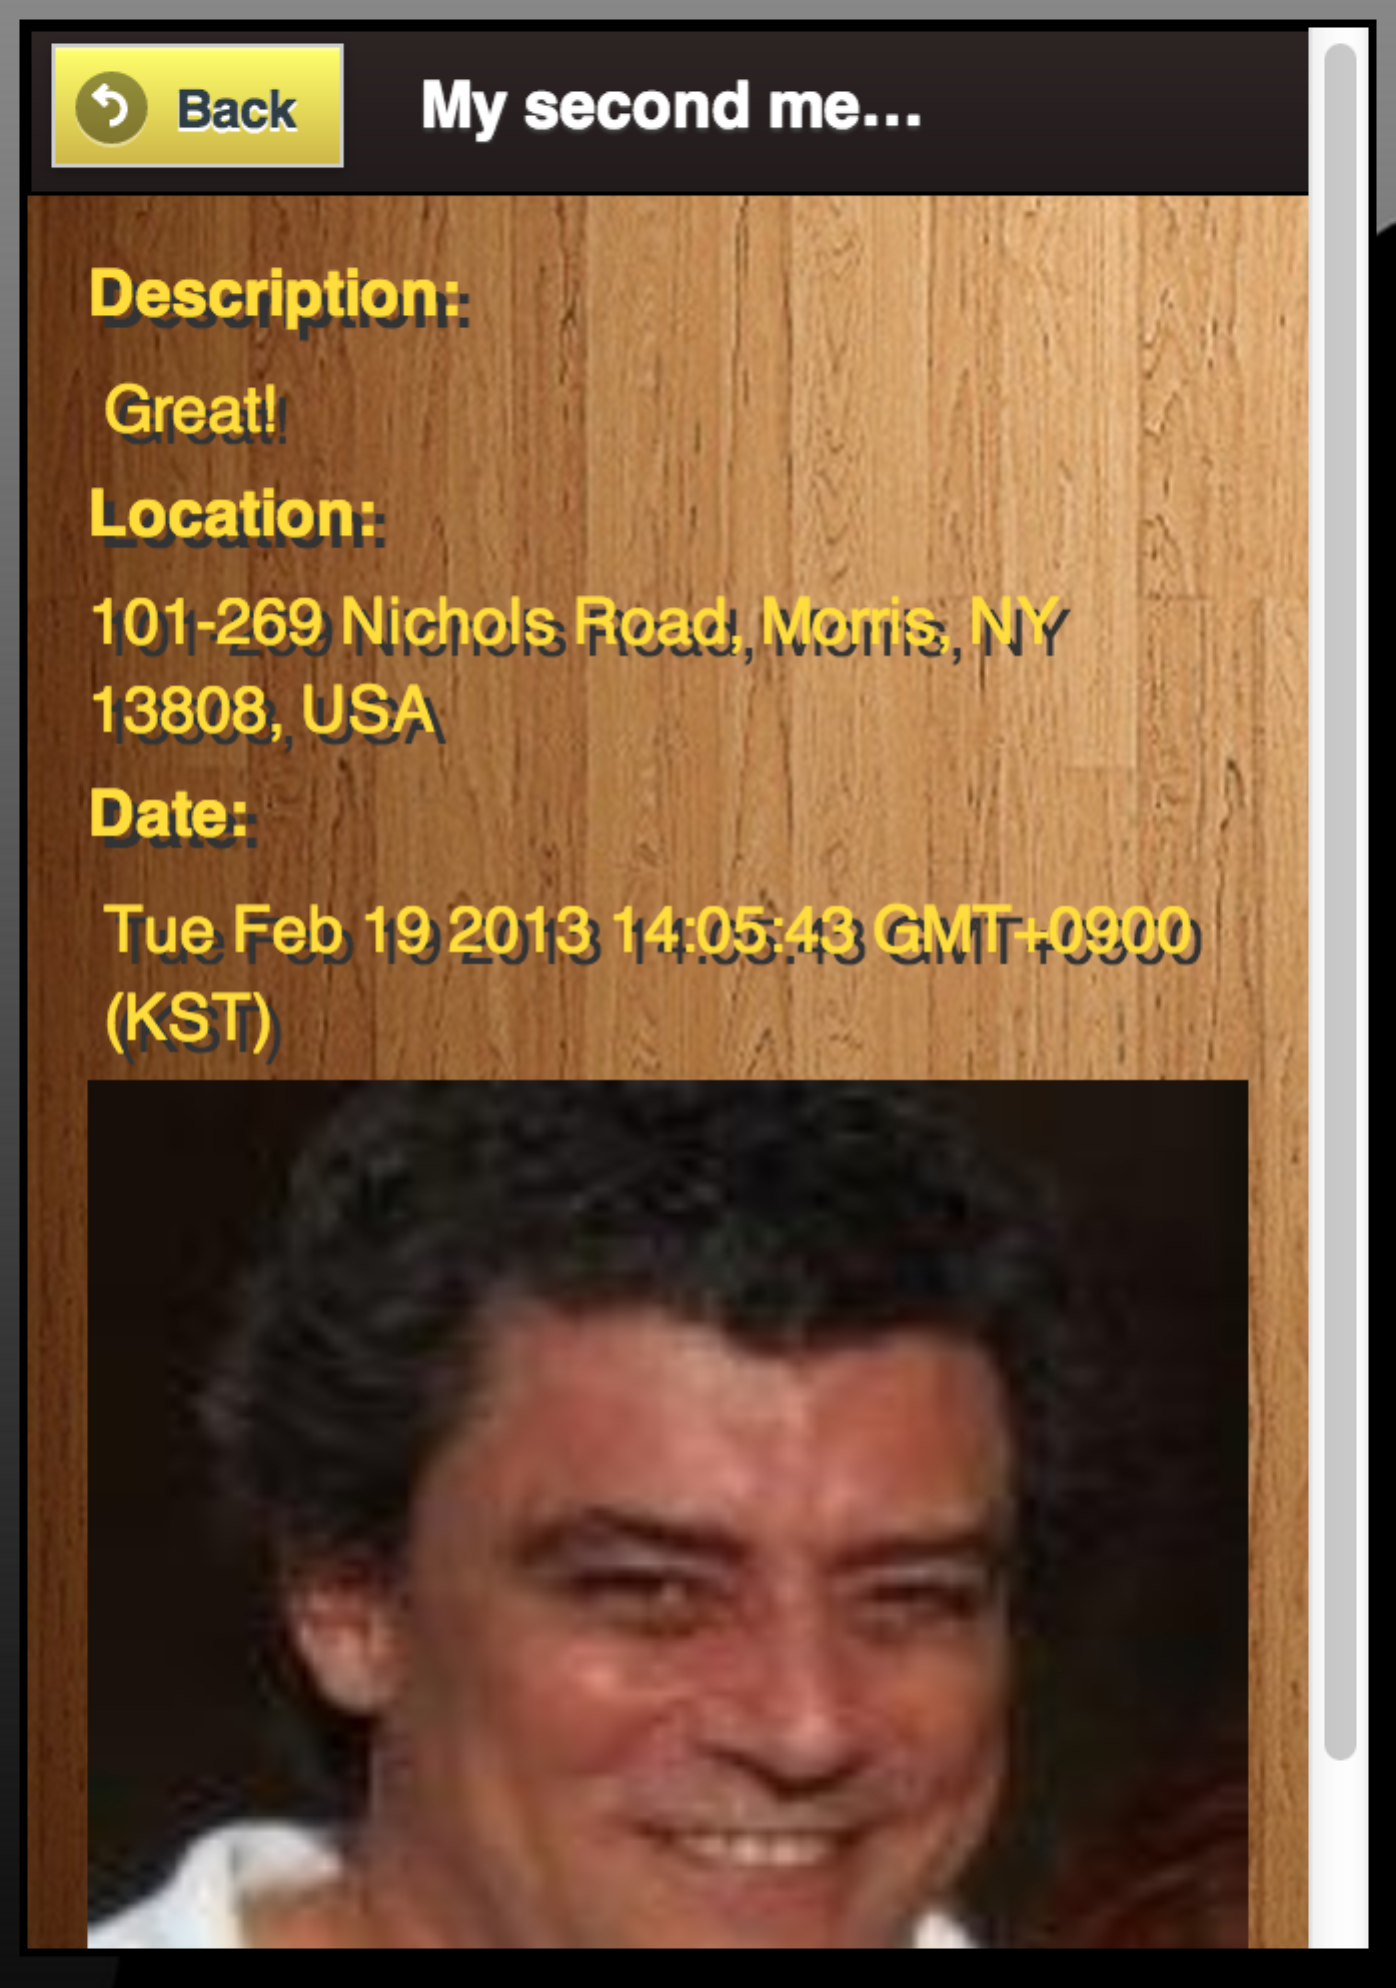 Back
My second me...
Description:
Great!
Location:
101-269 Nichols Road, Morris, NY
13808, USA
Date:
Tue Feb 19 2013 14:05:43 GMT+0900
(KST)